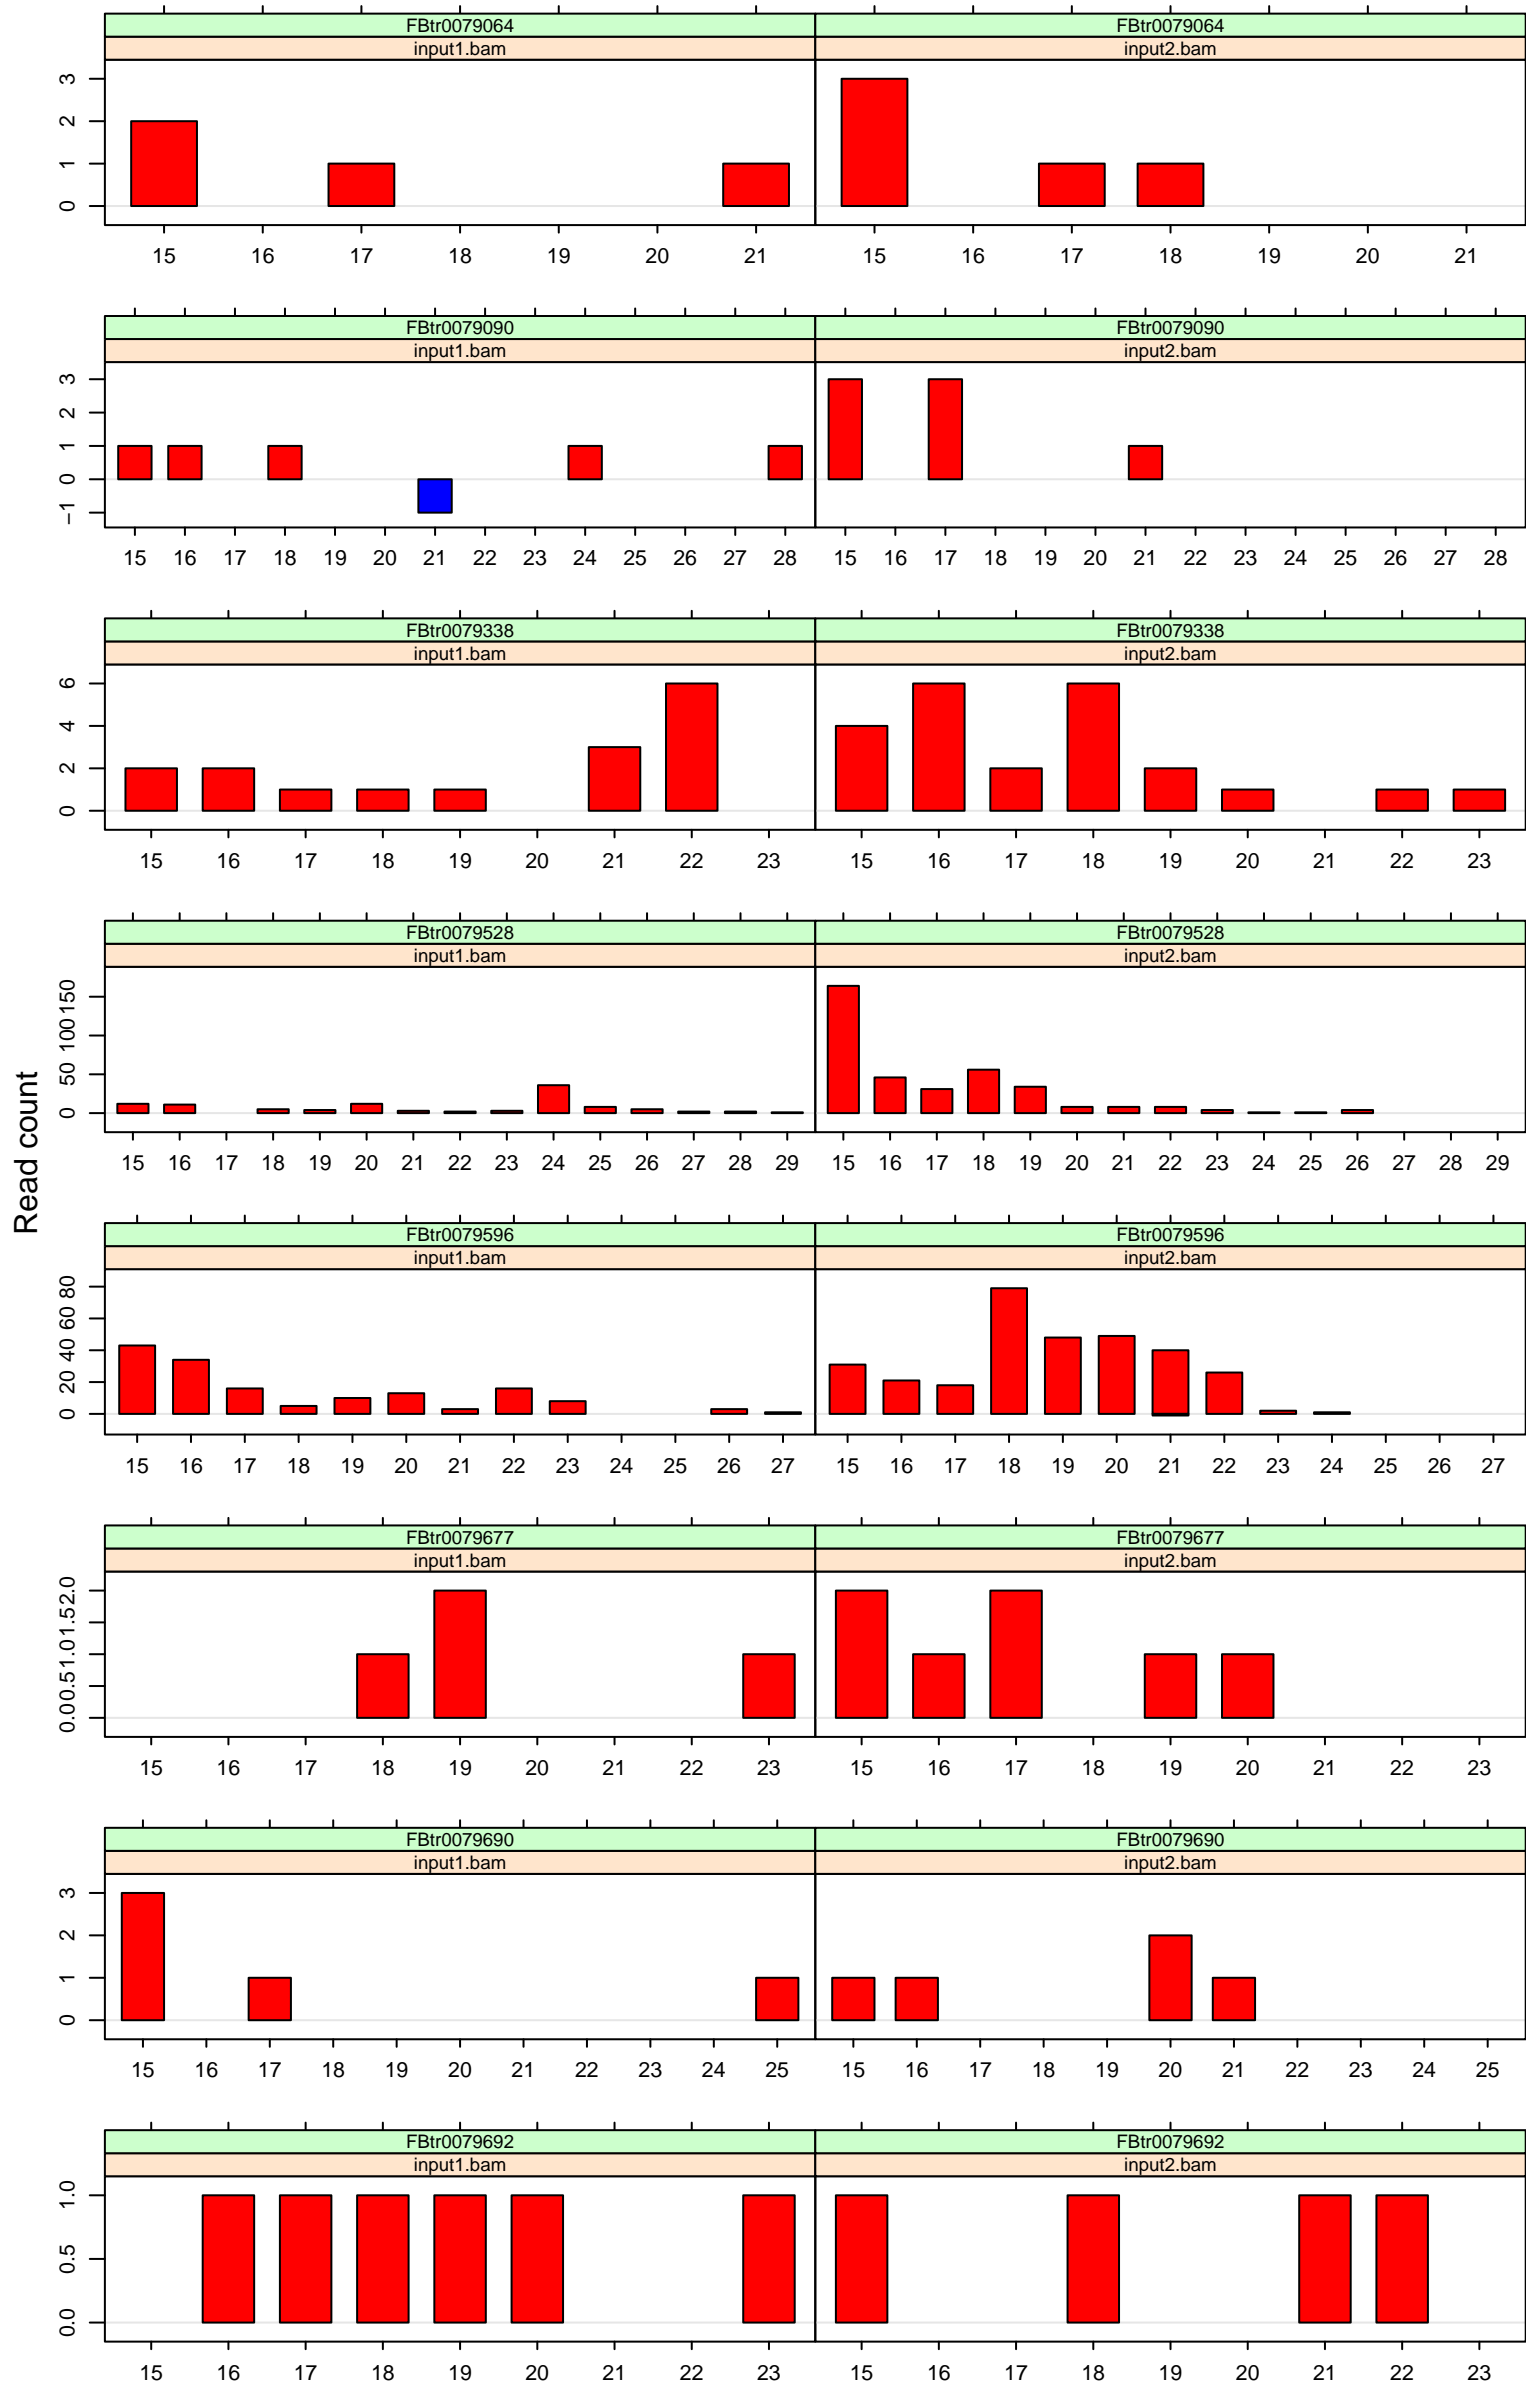 FBtr0079064 FBtr0079064
input1.bam input2.bam
3
2
1
0
15 16 17 18 19 20 21 15 16 17 18 19 20 21
FBtr0079090 FBtr0079090
input1.bam input2.bam
3
2
1
0
−1
15 16 17 18 19 20 21 22 23 24 25 26 27 28 15 16 17 18 19 20 21 22 23 24 25 26 27 28
FBtr0079338 FBtr0079338
input1.bam input2.bam
6
4
2
0
15 16 17 18 19 20 21 22 23 15 16 17 18 19 20 21 22 23
FBtr0079528 FBtr0079528
input1.bam input2.bam
150
100
50
0
15 16 17 18 19 20 21 22 23 24 25 26 27 28 29 15 16 17 18 19 20 21 22 23 24 25 26 27 28 29
Read count
FBtr0079596 FBtr0079596
input1.bam input2.bam
80
60
40
20
0
15 16 17 18 19 20 21 22 23 24 25 26 27 15 16 17 18 19 20 21 22 23 24 25 26 27
FBtr0079677 FBtr0079677
input1.bam input2.bam
2.0
1.5
1.0
0.5
0.0
15 16 17 18 19 20 21 22 23 15 16 17 18 19 20 21 22 23
FBtr0079690 FBtr0079690
input1.bam input2.bam
3
2
1
0
15 16 17 18 19 20 21 22 23 24 25 15 16 17 18 19 20 21 22 23 24 25
FBtr0079692 FBtr0079692
input1.bam input2.bam
1.0
0.5
0.0
15 16 17 18 19 20 21 22 23 15 16 17 18 19 20 21 22 23